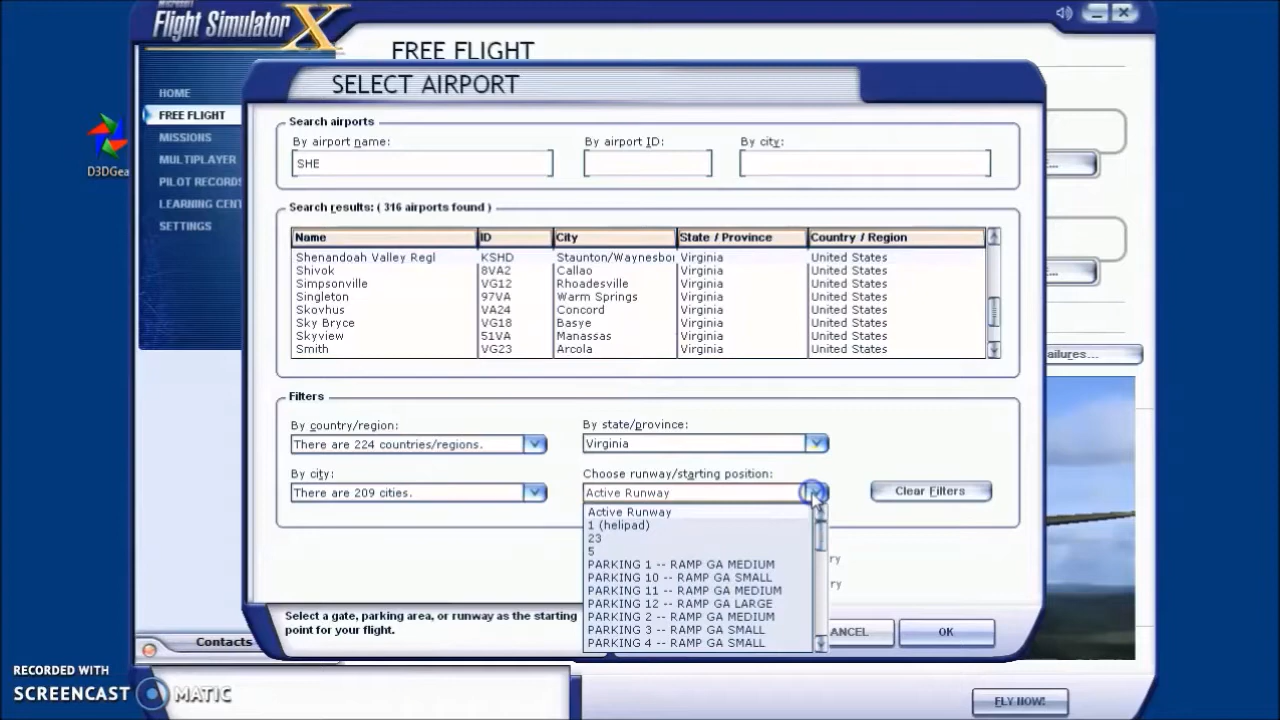 Microsoft
Flight Simulator X
FREE FLIGHT
SELECT AIRPORT
HOME
FREE FLIGHT
MISSIONS
MULTIPLAYER
PILOT RECORDS
LEARNING CENT
SETTINGS
D3DGea
Search airports
By airport name:
By airport ID:
By city:
SHE
...
Search results: ( 316 airports found )
Name ID City State / Province Country / Region
Shenandoah Valley Regl KSHD Staunton/Waynesbor Virginia United States
Shivok 8VA2 Callao Virginia United States
Simpsonville VG12 Rhoadesville Virginia United States
Singleton 97VA Warm Springs Virginia United States
Skovhus VA24 Concord Virginia United States
Sky Bryce VG18 Basye Virginia United States
Skyview 51VA Manassas Virginia United States
Smith VG23 Arcola Virginia United States
...
ailures...
Filters
By country/region:
By state/province:
There are 224 countries/regions.
Virginia
By city:
Choose runway/starting position:
There are 209 cities.
Active Runway
Clear Filters
Active Runway
1 (helipad)
23
5
PARKING 1 -- RAMP GA MEDIUM
PARKING 10 -- RAMP GA SMALL
PARKING 11 -- RAMP GA MEDIUM
PARKING 12 -- RAMP GA LARGE
PARKING 2 -- RAMP GA MEDIUM
PARKING 3 -- RAMP GA SMALL
PARKING 4 -- RAMP GA SMALL
ry
ry
Select a gate, parking area, or runway as the starting
point for your flight.
ANCEL
OK
Contacts
FLY NOW!
RECORDED WITH
SCREENCAST MATIC